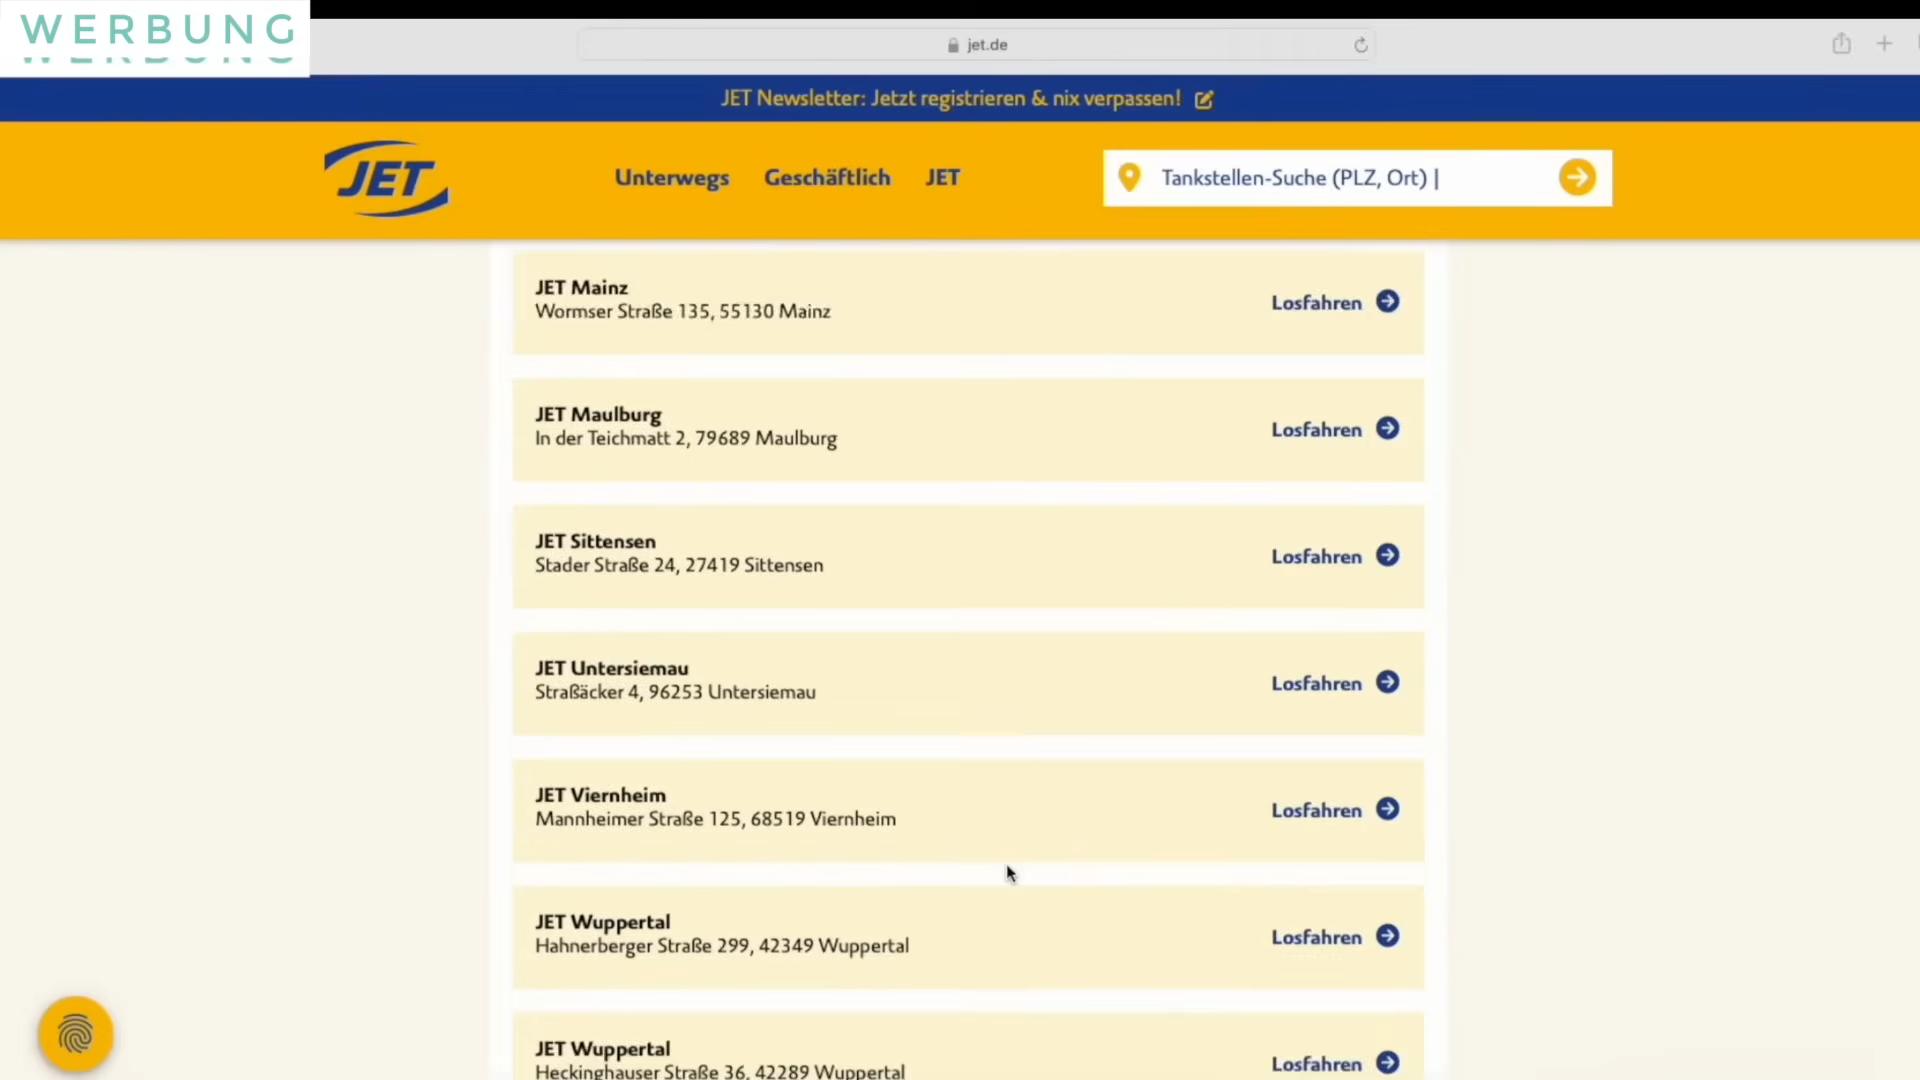 WERBUNG
WERBUNG
jet.de
JET Newsletter: Jetzt registrieren & nix verpassen!
JET
Unterwegs
Geschäftlich
JET
Tankstellen-Suche (PLZ, Ort) |
JET Mainz
Wormser Straße 135, 55130 Mainz
Losfahren
JET Maulburg
In der Teichmatt 2, 79689 Maulburg
Losfahren
JET Sittensen
Stader Straße 24, 27419 Sittensen
Losfahren
JET Untersiemau
Straßäcker 4, 96253 Untersiemau
Losfahren
JET Viernheim
Mannheimer Straße 125, 68519 Viernheim
Losfahren
JET Wuppertal
Hahnerberger Straße 299, 42349 Wuppertal
Losfahren
JET Wuppertal
Heckinghauser Straße 36, 42289 Wuppertal
Losfahren